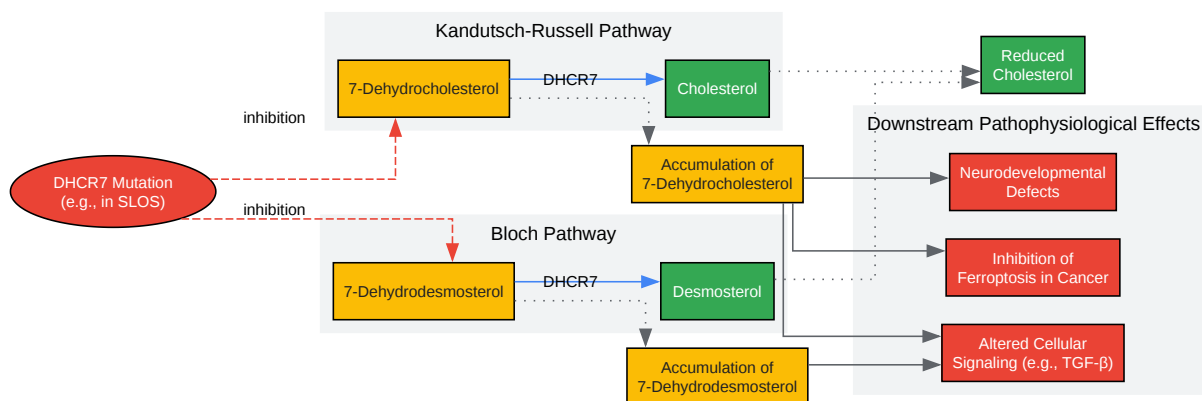 Kandutsch-Russell Pathway
7-Dehydrocholesterol
DHCR7
Cholesterol
Reduced
Cholesterol
inhibition
Downstream Pathophysiological Effects
Accumulation of
7-Dehydrocholesterol
Neurodevelopmental
Defects
DHCR7 Mutation
(e.g., in SLOS)
inhibition
Bloch Pathway
7-Dehydrodesmosterol
DHCR7
Desmosterol
Inhibition of
Ferroptosis in Cancer
Accumulation of
7-Dehydrodesmosterol
Altered Cellular
Signaling (e.g., TGF-β)